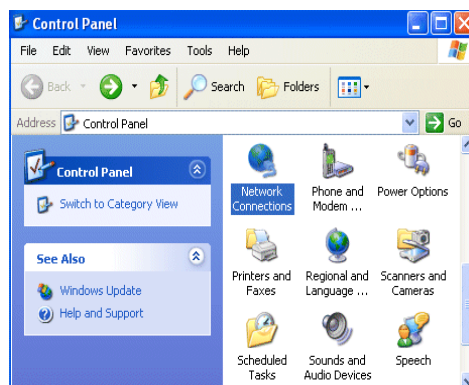 Control Panel
File Edit View Favorites Tools Help
Back Search Folders
Address Control Panel Go
Control Panel
Switch to Category View
See Also
Windows Update
Help and Support
Network Connections
Phone and Modem ...
Power Options
Printers and Faxes
Regional and Language ...
Scanners and Cameras
Scheduled Tasks
Sounds and Audio Devices
Speech